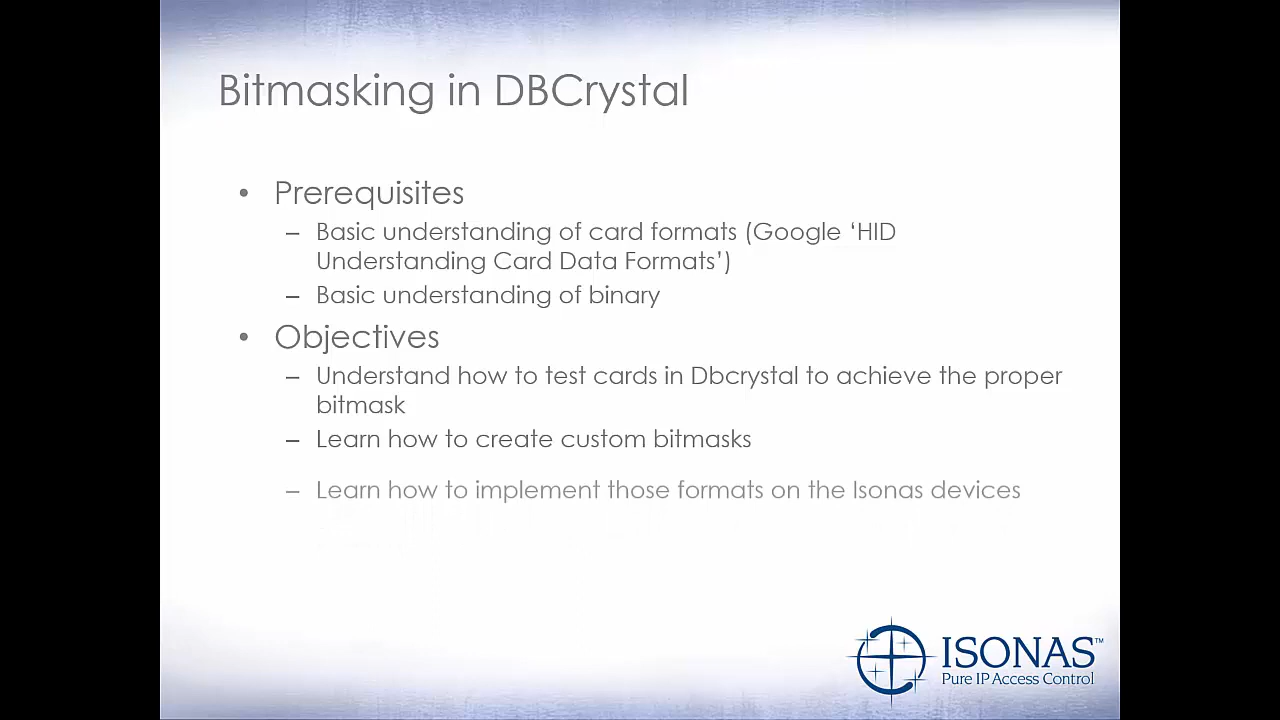 Bitmasking in DBCrystal
• Prerequisites
– Basic understanding of card formats (Google ‘HID
Understanding Card Data Formats’)
– Basic understanding of binary
• Objectives
– Understand how to test cards in Dbcrystal to achieve the proper
bitmask
– Learn how to create custom bitmasks
– Learn how to implement those formats on the Isonas devices
ISONAS™
Pure IP Access Control